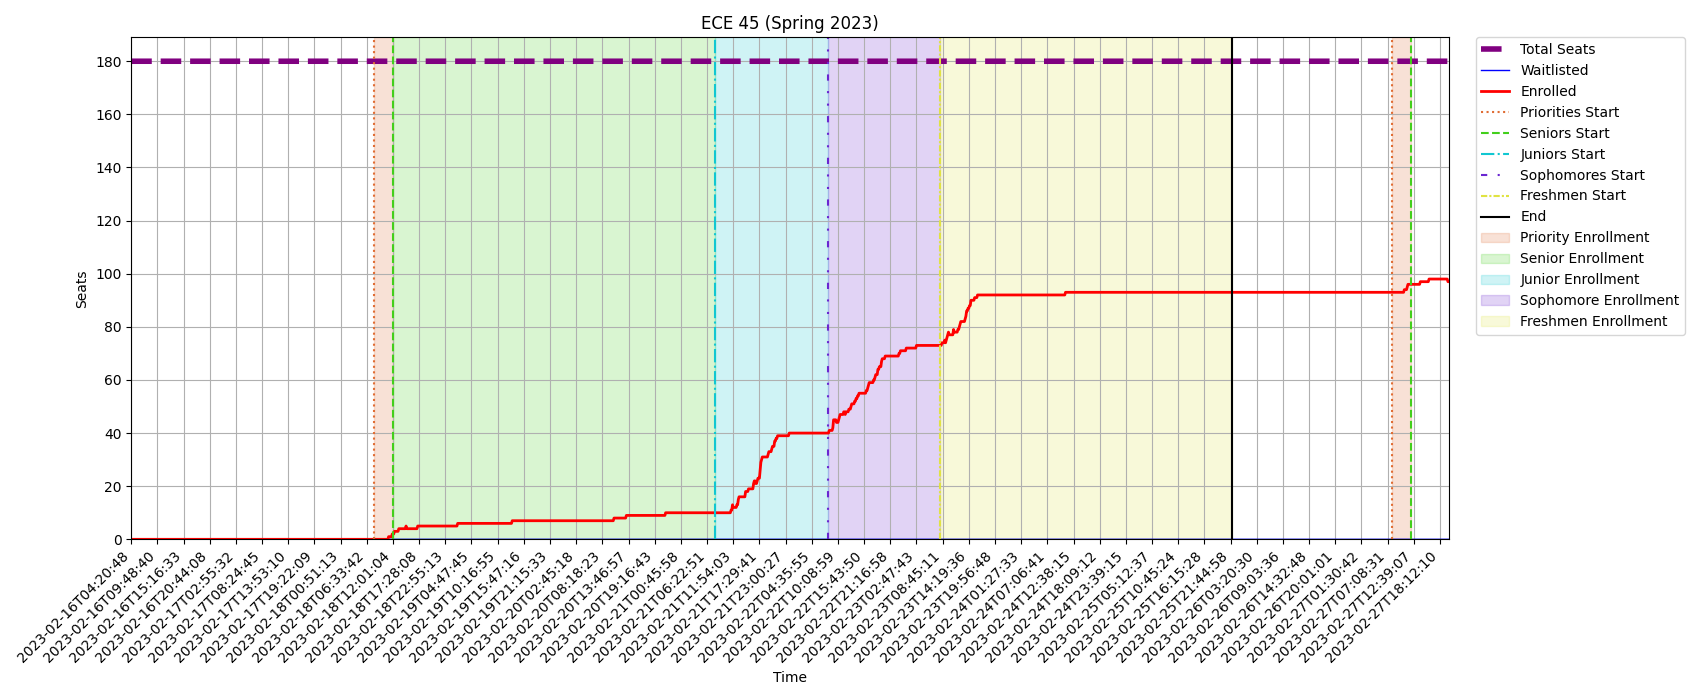 ECE 45 (Spring 2023)
Seats
180
160
140
120
100
80
60
40
20
0
2023-02-16T04:20:48
2023-02-16T09:48:40
2023-02-16T15:16:33
2023-02-16T20:44:08
2023-02-17T02:55:32
2023-02-17T08:24:45
2023-02-17T13:53:10
2023-02-17T19:22:09
2023-02-18T00:51:13
2023-02-18T06:33:42
2023-02-18T12:01:04
2023-02-18T17:28:08
2023-02-18T22:55:13
2023-02-19T04:47:45
2023-02-19T10:16:55
2023-02-19T15:47:16
2023-02-19T21:15:33
2023-02-20T02:45:18
2023-02-20T08:18:23
2023-02-20T13:46:57
2023-02-20T19:16:43
2023-02-21T00:45:58
2023-02-21T06:22:51
2023-02-21T11:54:03
2023-02-21T17:29:41
2023-02-21T23:00:27
2023-02-22T04:35:55
2023-02-22T10:08:59
2023-02-22T15:43:50
2023-02-22T21:16:58
2023-02-23T02:47:43
2023-02-23T08:45:11
2023-02-23T14:19:36
2023-02-23T19:56:48
2023-02-24T01:27:33
2023-02-24T07:06:41
2023-02-24T12:38:15
2023-02-24T18:09:12
2023-02-24T23:39:15
2023-02-25T05:12:37
2023-02-25T10:45:24
2023-02-25T16:15:28
2023-02-25T21:44:58
2023-02-26T03:20:30
2023-02-26T09:03:36
2023-02-26T14:32:48
2023-02-26T20:01:01
2023-02-27T01:30:42
2023-02-27T07:08:31
2023-02-27T12:39:07
2023-02-27T18:12:10
Time
Total Seats
Waitlisted
Enrolled
Priorities Start
Seniors Start
Juniors Start
Sophomores Start
Freshmen Start
End
Priority Enrollment
Senior Enrollment
Junior Enrollment
Sophomore Enrollment
Freshmen Enrollment